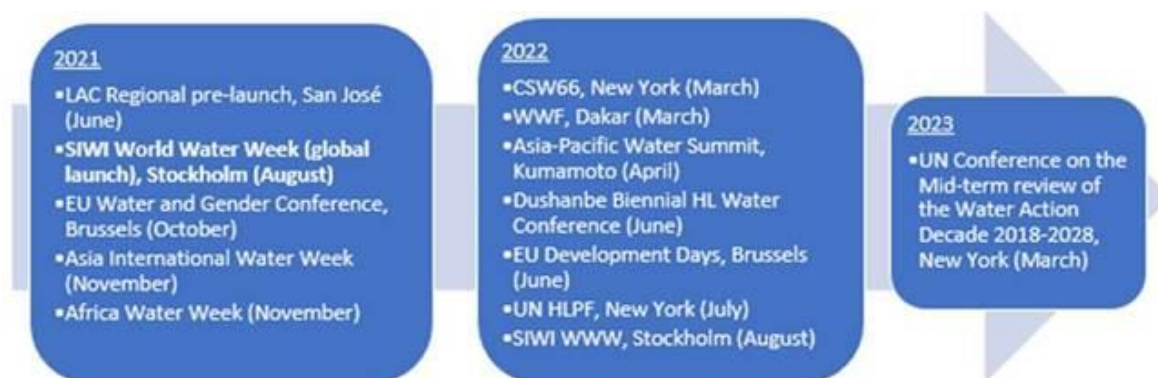 2021
•LAC Regional pre-launch, San José
(June)
•SIWI World Water Week (global
launch), Stockholm (August)
•EU Water and Gender Conference,
Brussels (October)
•Asia International Water Week
(November)
•Africa Water Week (November)
2022
•CSW66, New York (March)
•WWF, Dakar (March)
•Asia-Pacific Water Summit,
Kumamoto (April)
•Dushanbe Biennial HL Water
Conference (June)
•EU Development Days, Brussels
(June)
•UN HLPF, New York (July)
•SIWI WWW, Stockholm (August)
2023
•UN Conference on the
Mid-term review of
the Water Action
Decade 2018-2028,
New York (March)